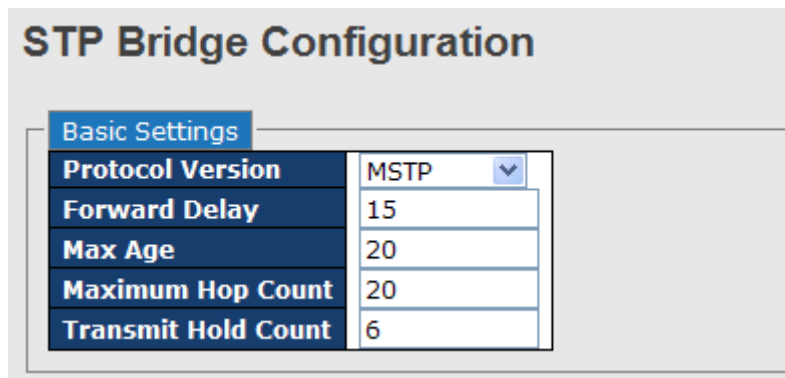 STP Bridge Configuration
Basic Settings
Protocol Version MSTP
Forward Delay 15
Max Age 20
Maximum Hop Count 20
Transmit Hold Count 6